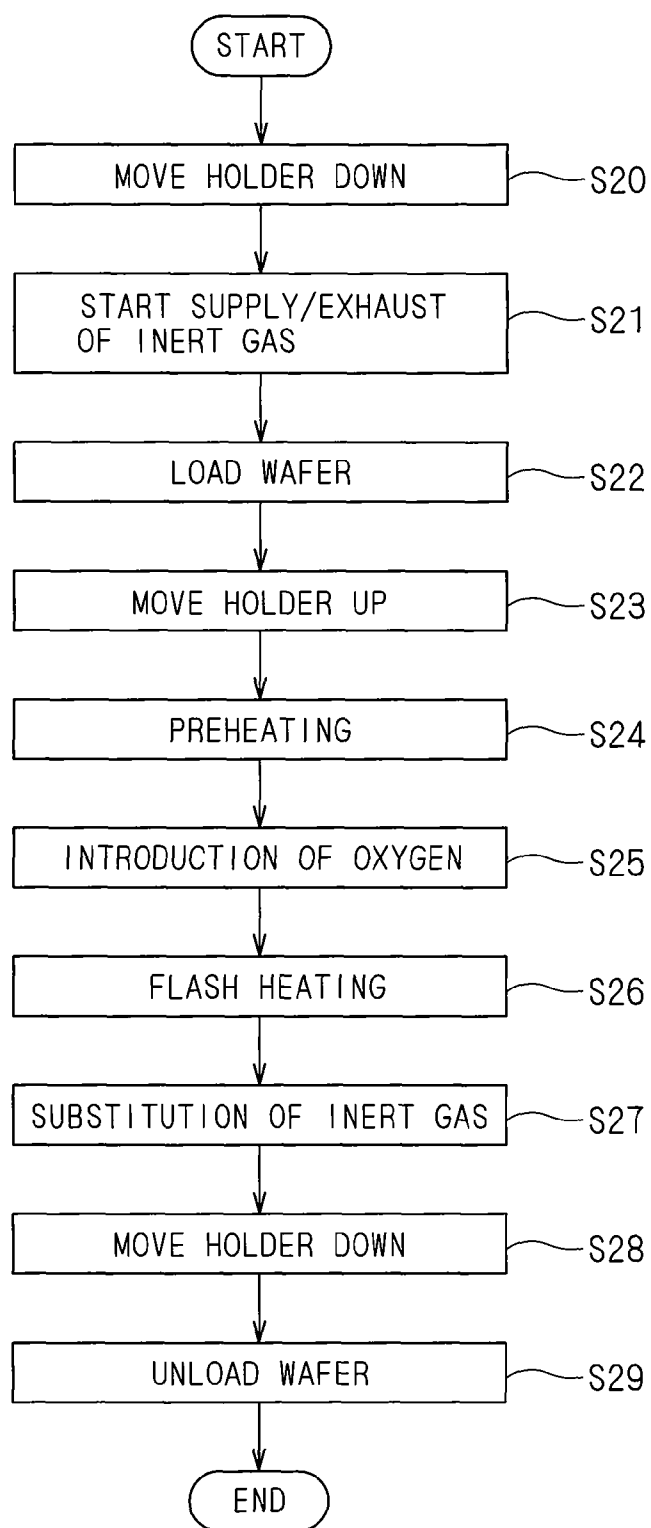 START
MOVE HOLDER DOWN
S20
START SUPPLY/EXHAUST
OF INERT GAS
S21
LOAD WAFER
S22
MOVE HOLDER UP
S23
PREHEATING
S24
INTRODUCTION OF OXYGEN
S25
FLASH HEATING
S26
SUBSTITUTION OF INERT GAS
S27
MOVE HOLDER DOWN
S28
UNLOAD WAFER
S29
END